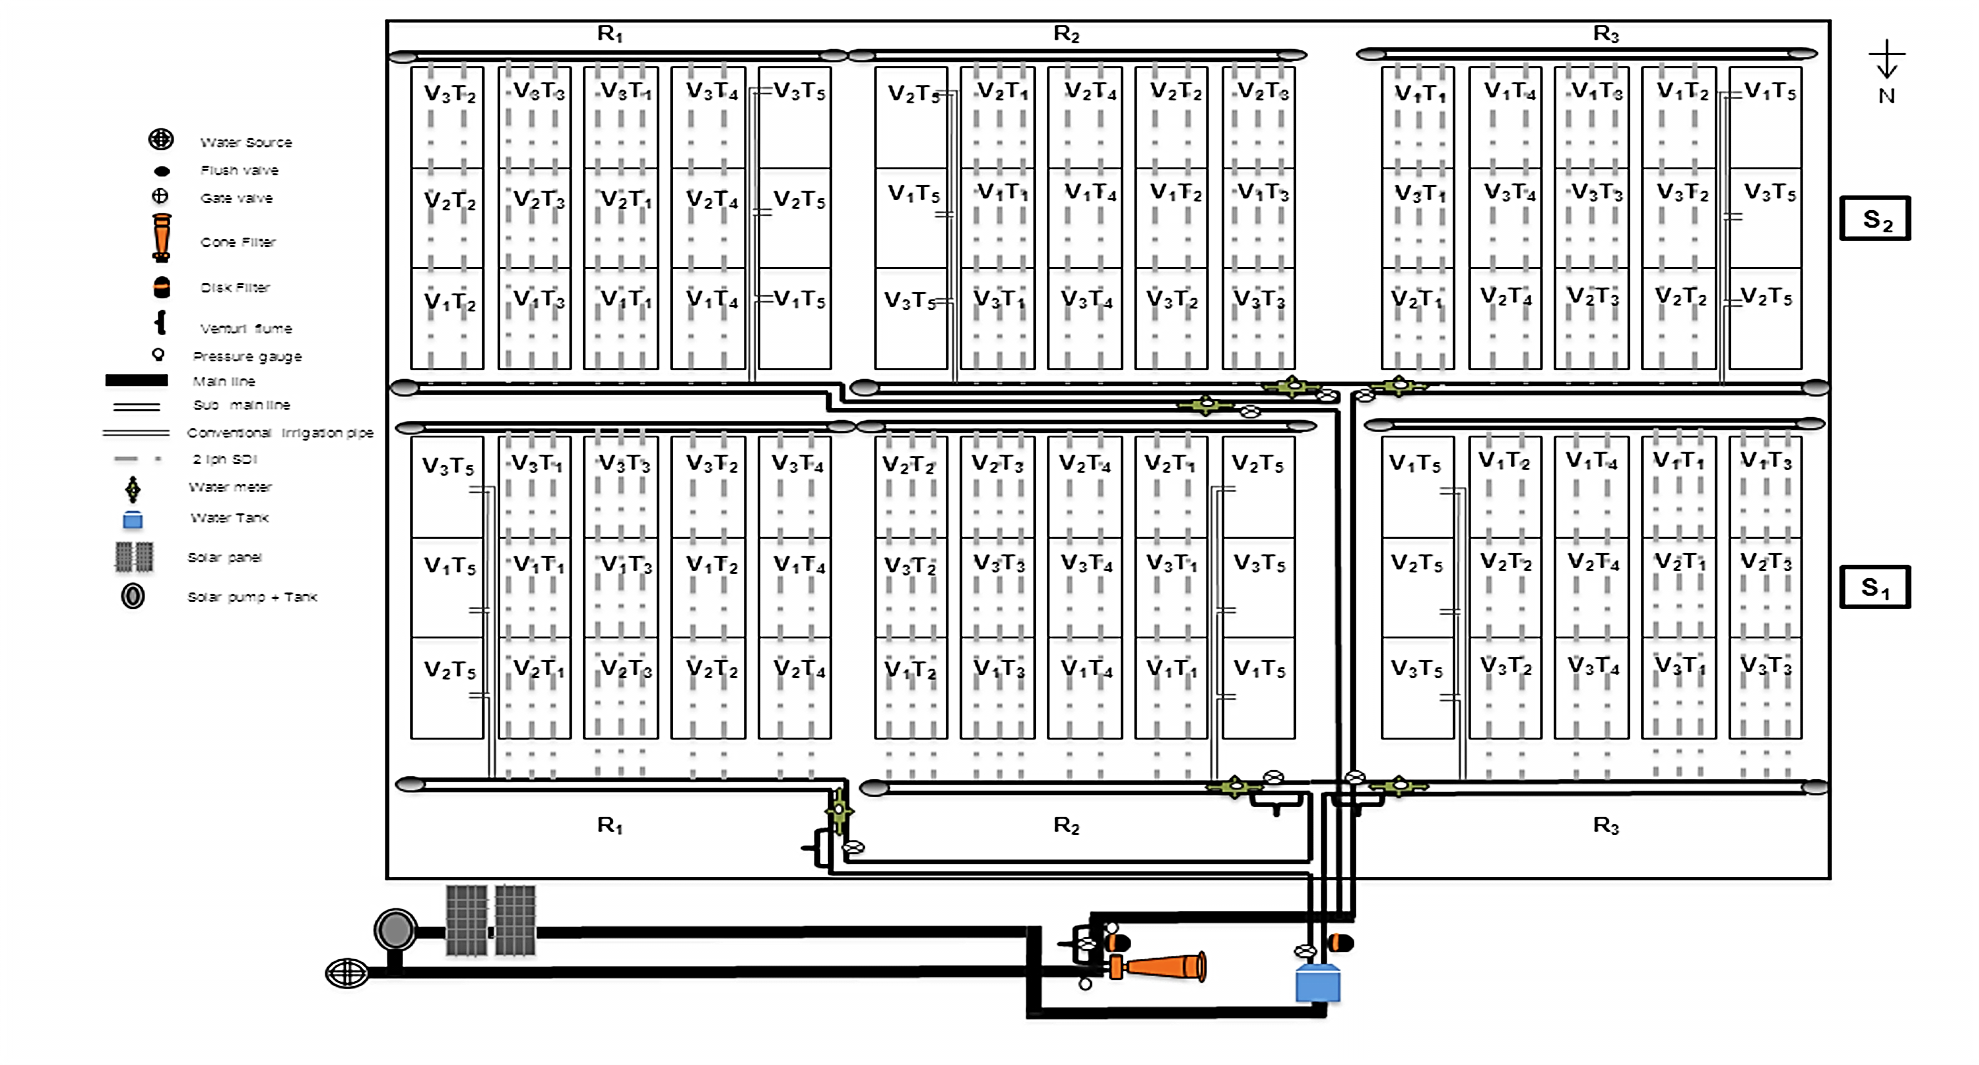 R₁ R₂ R₃
V₃T₂ V₃T₃ V₃T₁ V₃T₄ V₃T₅ V₂T₅ V₂T₁ V₂T₄ V₂T₂ V₂T₃ V₁T₁ V₁T₄ V₁T₃ V₁T₂ V₁T₅
N
V₂T₂ V₂T₃ V₂T₁ V₂T₄ V₂T₅ V₁T₅ V₁T₁ V₁T₄ V₁T₂ V₁T₃ V₃T₁ V₃T₄ V₃T₃ V₃T₂ V₃T₅
S₂
V₁T₂ V₁T₃ V₁T₁ V₁T₄ V₁T₅ V₃T₅ V₃T₁ V₃T₄ V₃T₂ V₃T₃ V₂T₁ V₂T₄ V₂T₃ V₂T₂ V₂T₅
Water Source
Flush valve
Gate valve
Cone Filter
Disk Filter
Venturi flume
Pressure gauge
Main line
Sub main line
Conventional Irrigation pipe
2 lph SDI
Water meter
Water Tank
Solar panel
Solar pump + Tank
V₃T₅ V₃T₁ V₃T₃ V₃T₂ V₃T₄ V₂T₂ V₂T₃ V₂T₄ V₂T₁ V₂T₅ V₁T₅ V₁T₂ V₁T₄ V₁T₁ V₁T₃
V₁T₅ V₁T₁ V₁T₃ V₁T₂ V₁T₄ V₃T₂ V₃T₃ V₃T₄ V₃T₁ V₃T₅ V₂T₅ V₂T₂ V₂T₄ V₂T₁ V₂T₃
S₁
V₂T₅ V₂T₁ V₂T₃ V₂T₂ V₂T₄ V₁T₂ V₁T₃ V₁T₄ V₁T₁ V₁T₅ V₃T₅ V₃T₂ V₃T₄ V₃T₁ V₃T₃
R₁ R₂ R₃